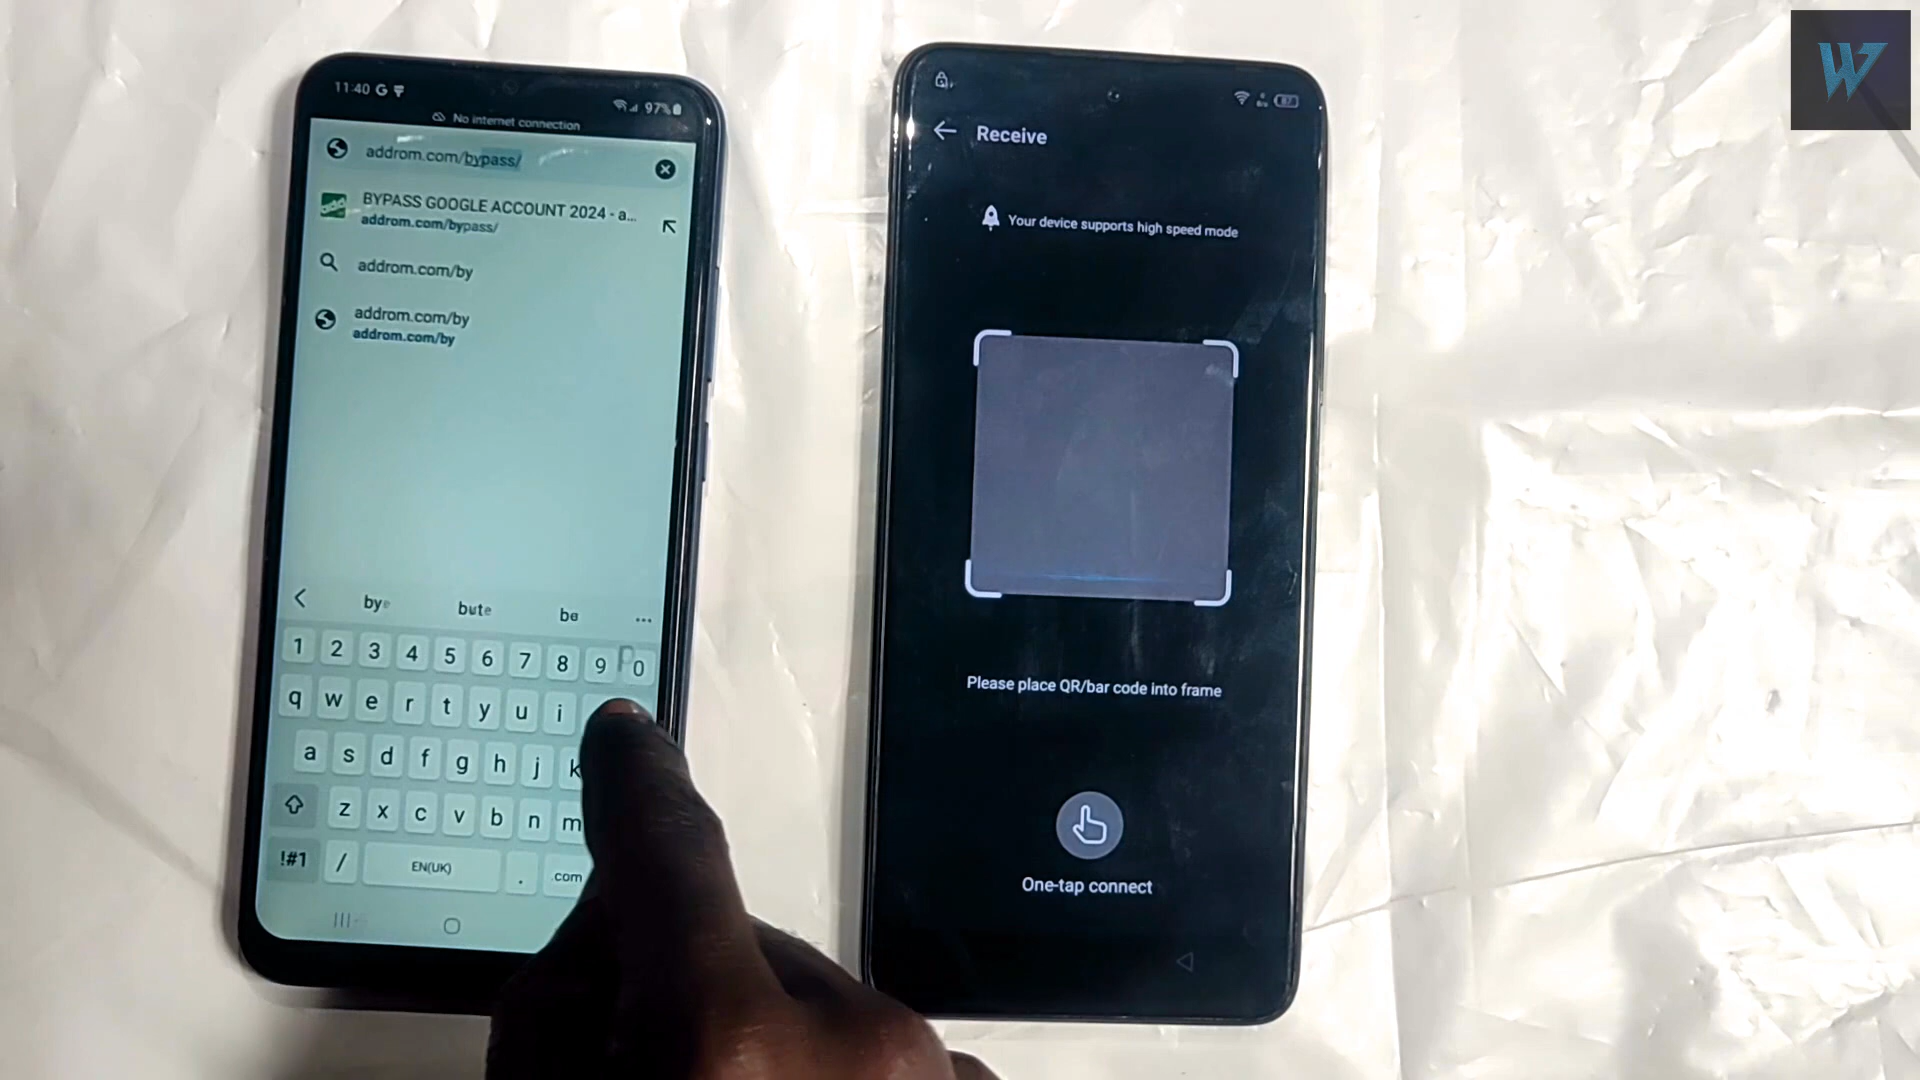 11:40 G
97%
No internet connection
addrom.com/bypass/
BYPASS GOOGLE ACCOUNT 2024 - a...
addrom.com/bypass/
addrom.com/by
addrom.com/by
addrom.com/by
bye bute be ...
1 2 3 4 5 6 7 8 9 0
P
q w e r t y u i
a s d f g h j k
z x c v b n m
!#1 / EN(UK) . .com
Receive
Your device supports high speed mode
Please place QR/bar code into frame
One-tap connect
W